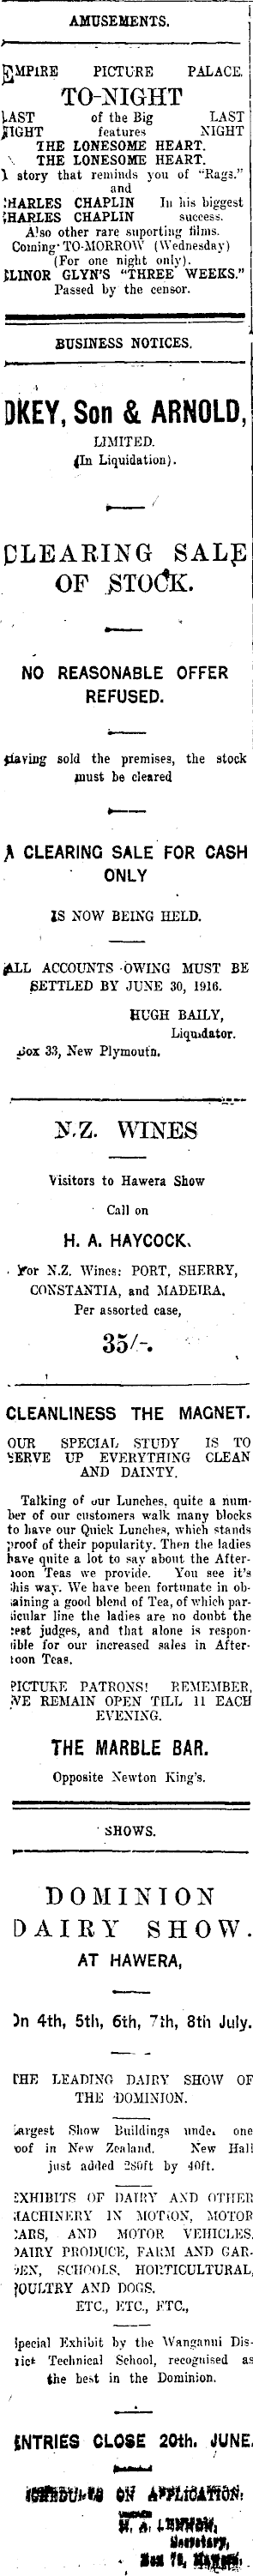 AMUSEMENTS.
EMPIRE PICTURE PALACE.
TO-NIGHT
LAST of the Big LAST
NIGHT features NIGHT
THE LONESOME HEART.
THE LONESOME HEART.
A story that reminds you of "Rags."
and
CHARLES CHAPLIN In his biggest
CHARLES CHAPLIN success.
Also other rare suporting films.
Coming TO-MORROW (Wednesday)
(For one night only).
ELINOR GLYN'S "THREE WEEKS."
Passed by the censor.
BUSINESS NOTICES.
OKEY, Son & ARNOLD,
LIMITED.
(In Liquidation).
CLEARING SALE
OF STOCK.
NO REASONABLE OFFER
REFUSED.
Having sold the premises, the stock
must be cleared
A CLEARING SALE FOR CASH
ONLY
IS NOW BEING HELD.
ALL ACCOUNTS OWING MUST BE
SETTLED BY JUNE 30, 1916.
HUGH BAILY,
Liquidator.
Box 33, New Plymouth.
N.Z. WINES
Visitors to Hawera Show
Call on
H. A. HAYCOCK.
For N.Z. Wines: PORT, SHERRY,
CONSTANTIA, and MADEIRA.
Per assorted case,
35/-.
CLEANLINESS THE MAGNET.
OUR SPECIAL STUDY IS TO
SERVE UP EVERYTHING CLEAN
AND DAINTY.
Talking of our Lunches, quite a num-
ber of our customers walk many blocks
to have our Quick Lunches, which stands
proof of their popularity. Then the ladies
have quite a lot to say about the After-
noon Teas we provide. You see it's
this way. We have been fortunate in ob-
taining a good blend of Tea, of which par-
ticular line the ladies are no doubt the
best judges, and that alone is respon-
sible for our increased sales in After-
noon Teas.
PICTURE PATRONS! REMEMBER,
WE REMAIN OPEN TILL 11 EACH
EVENING.
THE MARBLE BAR.
Opposite Newton King's.
SHOWS.
DOMINION
DAIRY SHOW.
AT HAWERA,
On 4th, 5th, 6th, 7th, 8th July.
THE LEADING DAIRY SHOW OF
THE DOMINION.
Largest Show Buildings under one
roof in New Zealand. New Hall
just added 280ft by 40ft.
EXHIBITS OF DAIRY AND OTHER
MACHINERY IN MOTION, MOTOR
CARS, AND MOTOR VEHICLES,
DAIRY PRODUCE, FARM AND GAR-
DEN, SCHOOLS, HORTICULTURAL,
POULTRY AND DOGS.
ETC., ETC., ETC.,
Special Exhibit by the Wanganui Dis-
trict Technical School, recognised as
the best in the Dominion.
ENTRIES CLOSE 20th. JUNE.
SCHEDULES ON APPLICATION.
H. A. LENNON,
Secretary,
Box 78, Hawera.